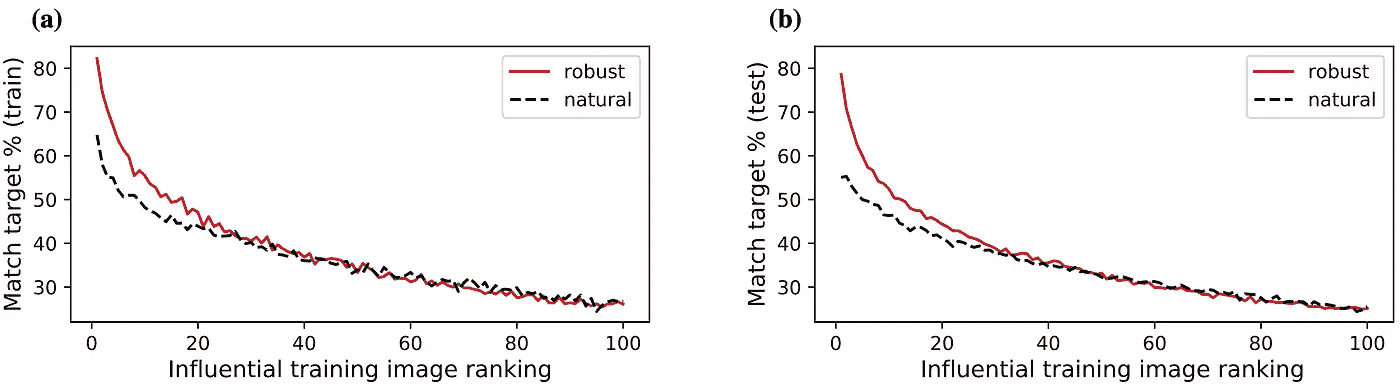 (a)
Match target % (train)
80
70
60
50
40
30
robust
natural
0 20 40 60 80 100
Influential training image ranking
(b)
Match target % (test)
80
70
60
50
40
30
robust
natural
0 20 40 60 80 100
Influential training image ranking